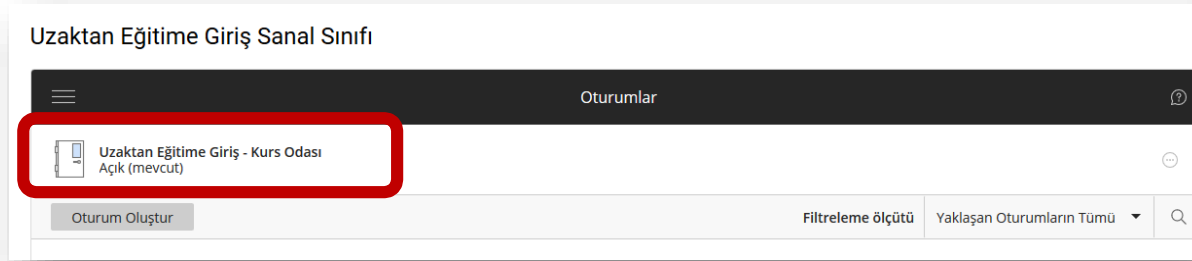 Uzaktan Eğitime Giriş Sanal Sınıfı
Oturumlar
Uzaktan Eğitime Giriş - Kurs Odası
Açık (mevcut)
Oturum Oluştur Filtreleme ölçütü Yaklaşan Oturumların Tümü